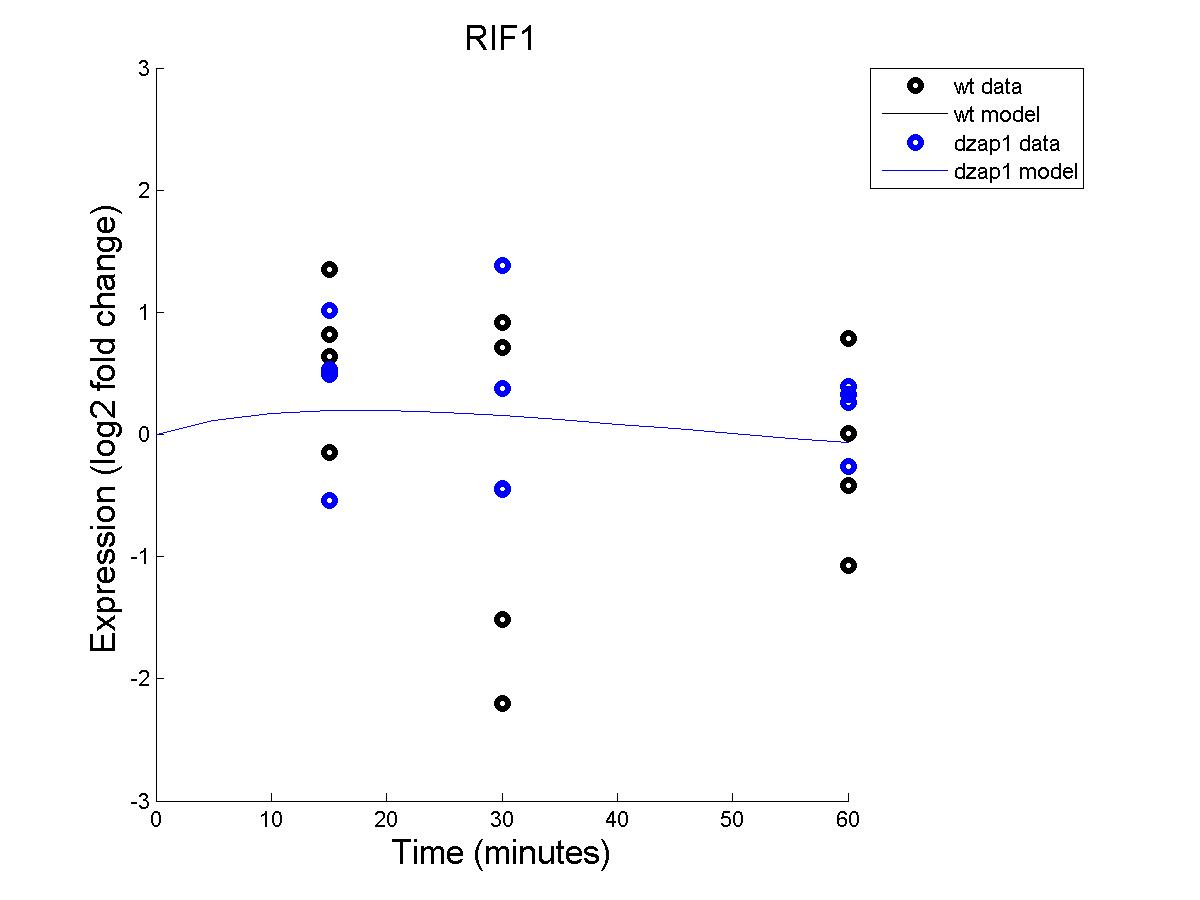 RIF1
wt data
wt model
dzap1 data
dzap1 model
Expression (log2 fold change)
3
2
1
0
-1
-2
-3
0 10 20 30 40 50 60
Time (minutes)